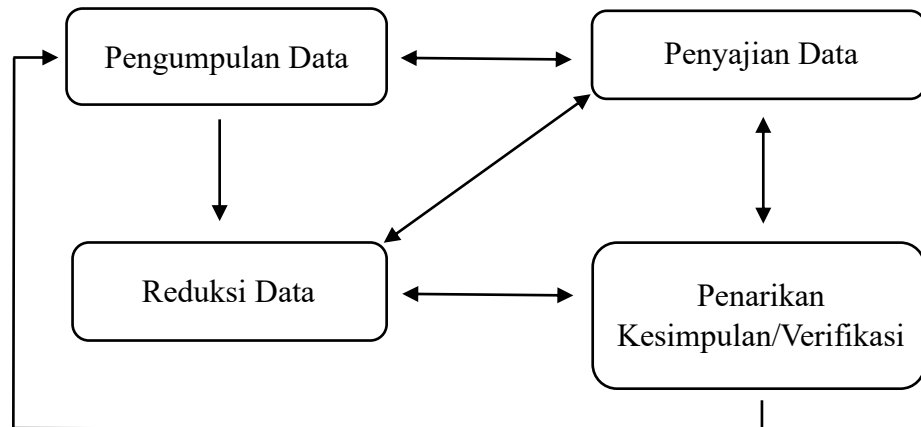 Pengumpulan Data
Penyajian Data
Reduksi Data
Penarikan
Kesimpulan/Verifikasi